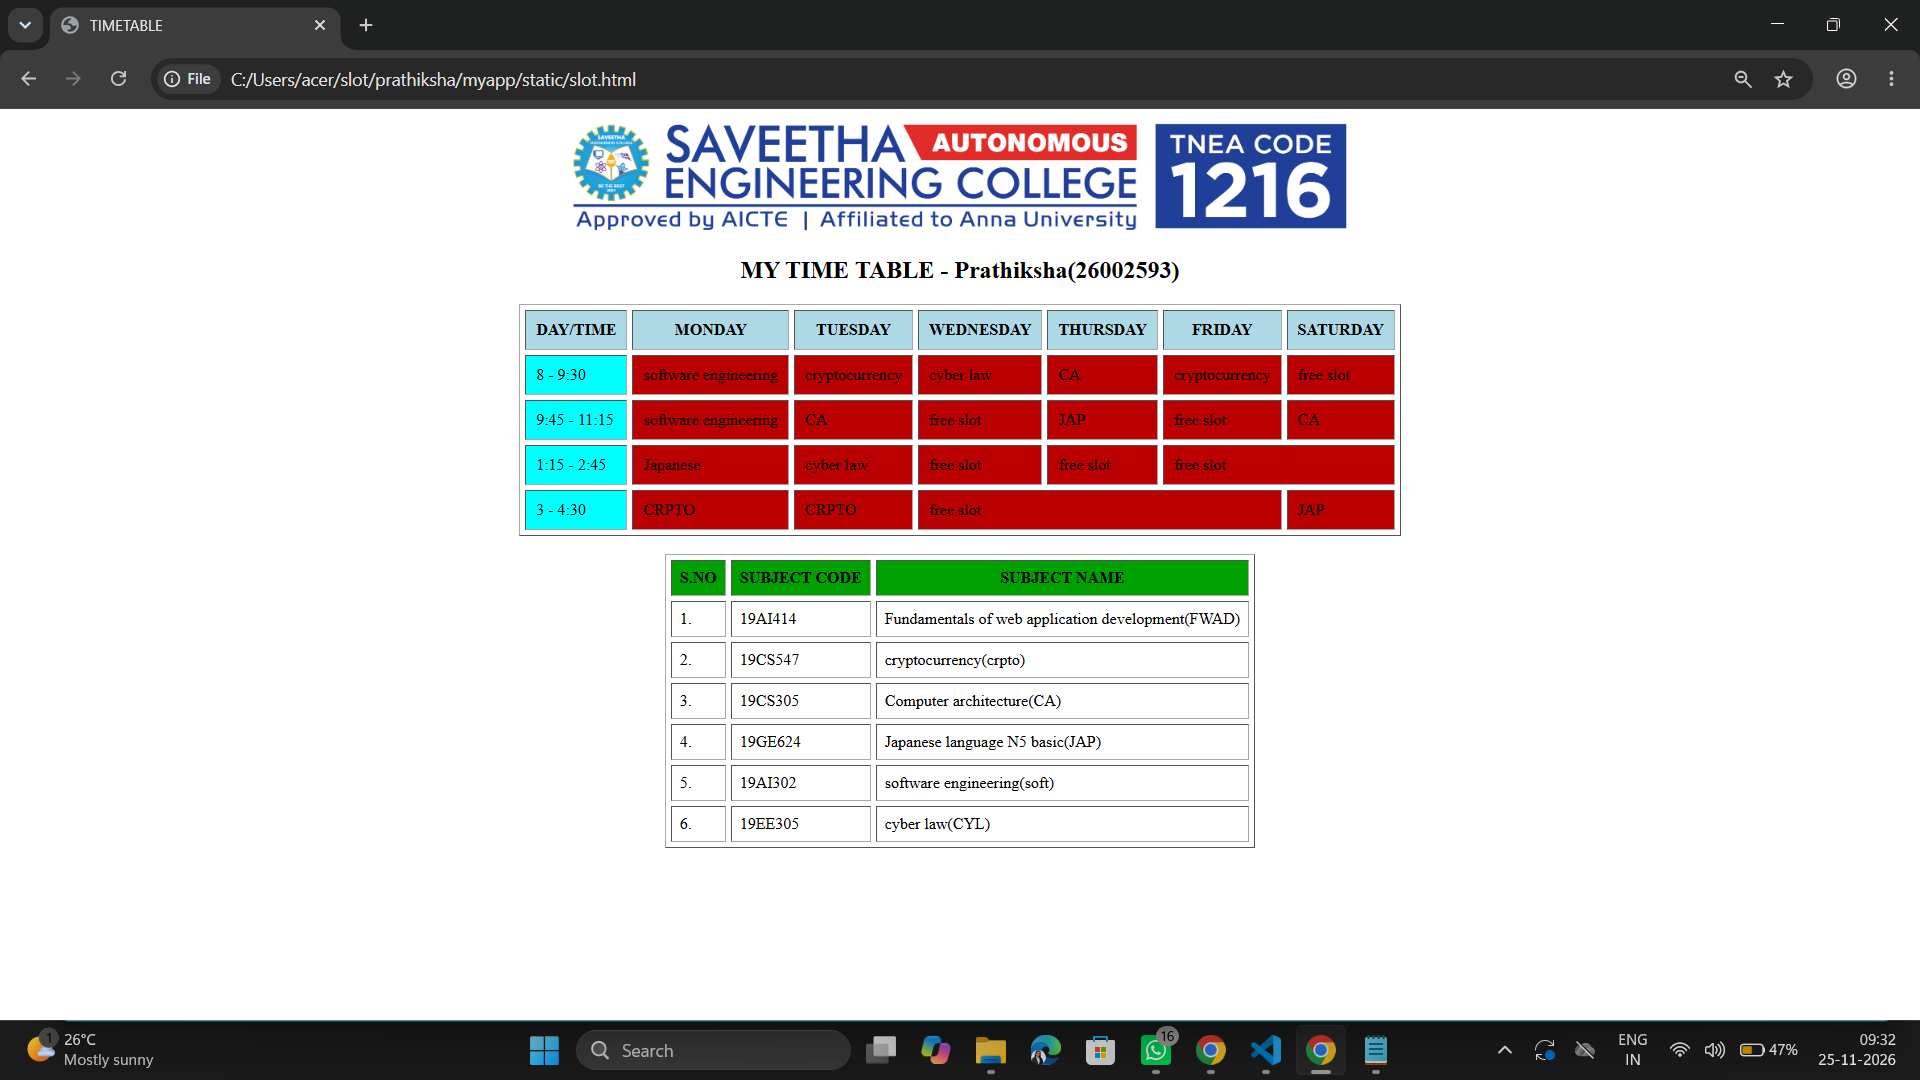 TIMETABLE
File C:/Users/acer/slot/prathiksha/myapp/static/slot.html
SAVEETHA AUTONOMOUS
ENGINEERING COLLEGE
Approved by AICTE | Affiliated to Anna University
TNEA CODE
1216
MY TIME TABLE - Prathiksha(26002593)
DAY/TIME MONDAY TUESDAY WEDNESDAY THURSDAY FRIDAY SATURDAY
8 - 9:30 software engineering cryptocurrency cyber law CA cryptocurrency free slot
9:45 - 11:15 software engineering CA free slot JAP free slot CA
1:15 - 2:45 Japanese cyber law free slot free slot free slot
3 - 4:30 CRPTO CRPTO free slot JAP
S.NO SUBJECT CODE SUBJECT NAME
1. 19AI414 Fundamentals of web application development(FWAD)
2. 19CS547 cryptocurrency(crpto)
3. 19CS305 Computer architecture(CA)
4. 19GE624 Japanese language N5 basic(JAP)
5. 19AI302 software engineering(soft)
6. 19EE305 cyber law(CYL)
1
26°C
Mostly sunny
Search
16
ENG
IN
47%
09:32
25-11-2026